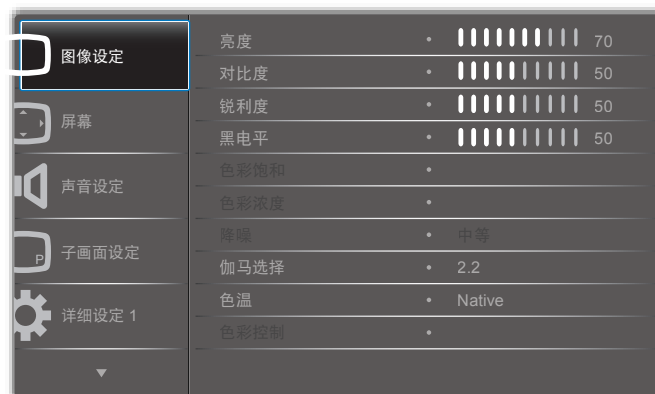 图像设定
屏幕
声音设定
P
子画面设定
详细设定 1
亮度 • 70
对比度 • 50
锐利度 • 50
黑电平 • 50
色彩饱和 •
色彩浓度 •
降噪 • 中等
伽马选择 • 2.2
色温 • Native
色彩控制 •